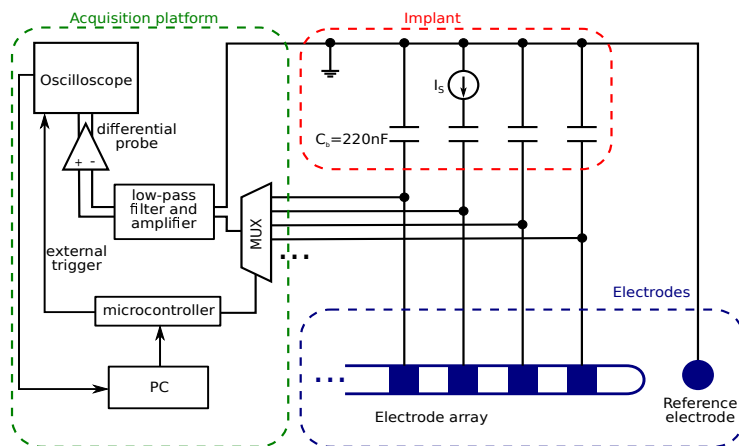 Acquisition platform
Implant
Oscilloscope
I_S
differential
probe
+ -
C_b=220nF
low-pass
filter and
amplifier
MUX
external
trigger
...
microcontroller
Electrodes
PC
...
Electrode array
Reference
electrode